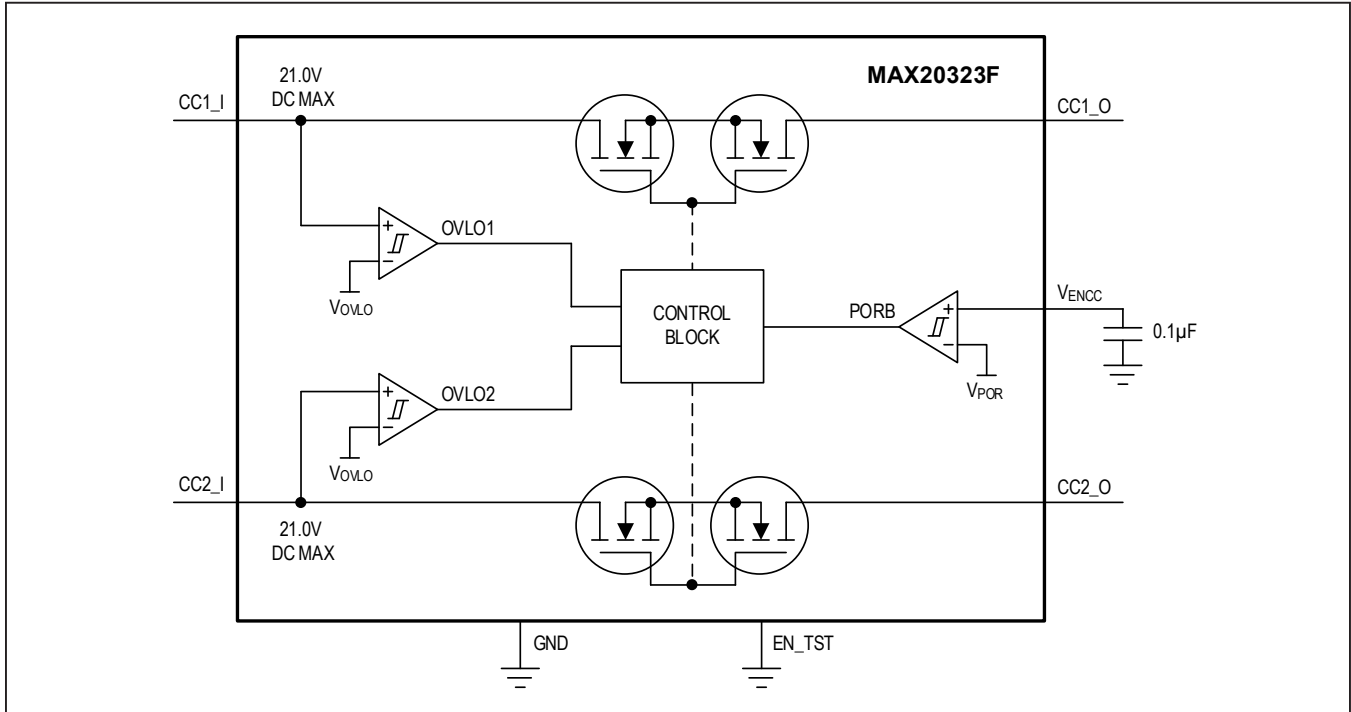 MAX20323F
21.0V
DC MAX
CC1_I
CC1_O
+
-
OVLO1
VOVLO
CONTROL
BLOCK
PORB
+
-
VENCC
0.1µF
VPOR
+
-
OVLO2
VOVLO
CC2_I
CC2_O
21.0V
DC MAX
GND
EN_TST